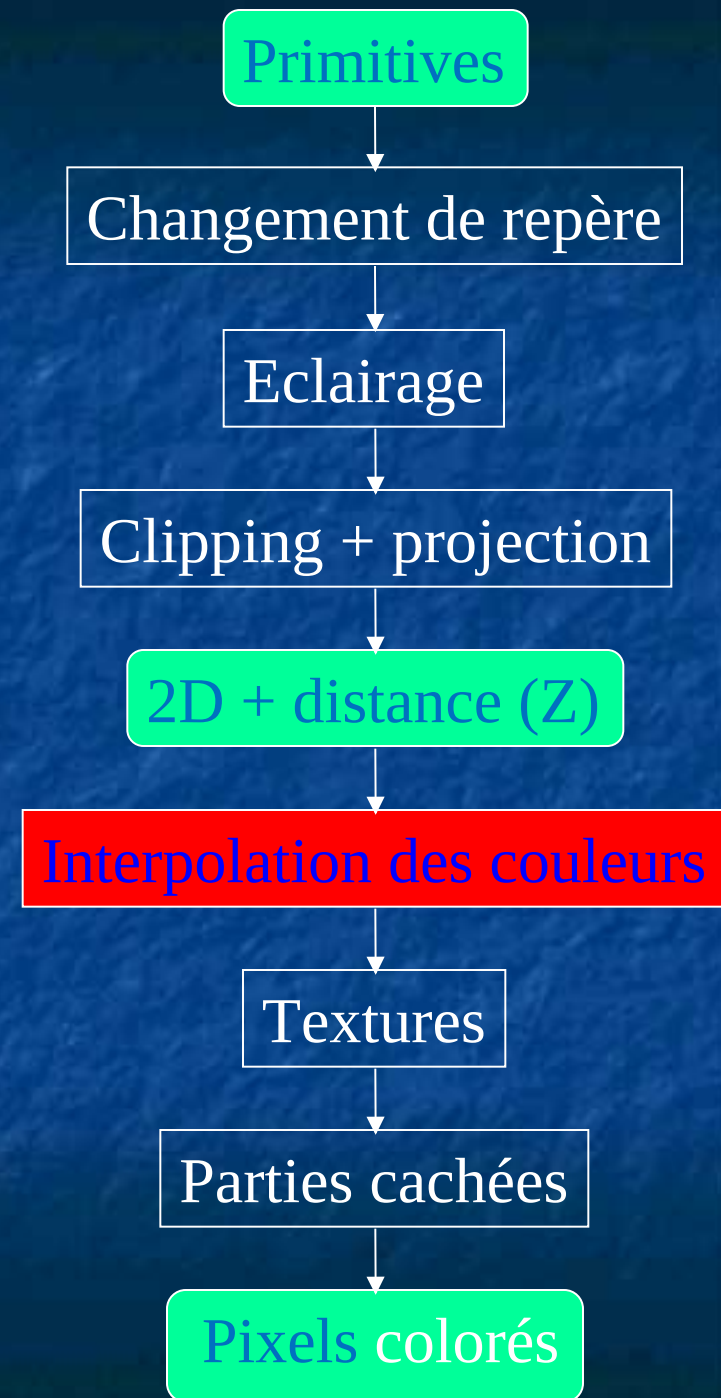 Primitives
Changement de repère
Eclairage
Clipping + projection
2D + distance (Z)
Interpolation des couleurs
Textures
Parties cachées
Pixels colorés